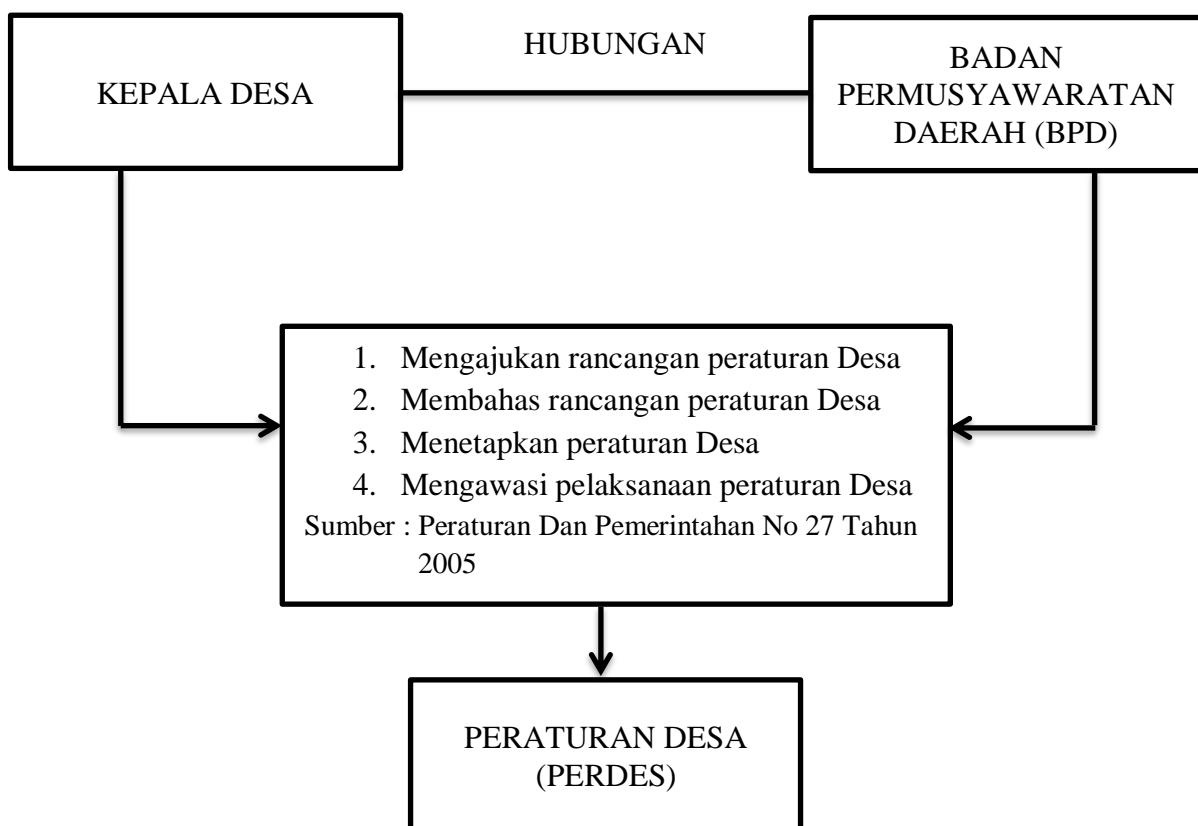 KEPALA DESA
HUBUNGAN
BADAN
PERMUSYAWARATAN
DAERAH (BPD)
1. Mengajukan rancangan peraturan Desa
2. Membahas rancangan peraturan Desa
3. Menetapkan peraturan Desa
4. Mengawasi pelaksanaan peraturan Desa
Sumber : Peraturan Dan Pemerintahan No 27 Tahun
2005
PERATURAN DESA
(PERDES)